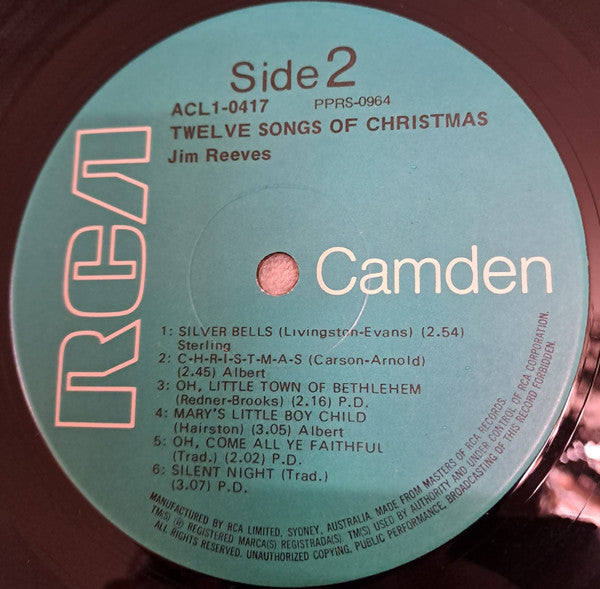 Side 2
ACL1-0417 PPRS-0964
TWELVE SONGS OF CHRISTMAS
Jim Reeves
RCA
Camden
1: SILVER BELLS (Livingston-Evans) (2.54)
Sterling
2: C-H-R-I-S-T-M-A-S (Carson-Arnold)
(2.45) Albert
3: OH, LITTLE TOWN OF BETHLEHEM
(Redner-Brooks) (2.16) P.D.
4: MARY'S LITTLE BOY CHILD
(Hairston) (3.05) Albert
5: OH, COME ALL YE FAITHFUL
(Trad.) (2.02) P.D.
6: SILENT NIGHT (Trad.)
(3.07) P.D.
MANUFACTURED BY RCA LIMITED, SYDNEY, AUSTRALIA. MADE FROM MASTERS OF RCA RECORDS.
TM(S) ® REGISTERED MARCA(S) REGISTRADA(S). TM(S) USED BY AUTHORITY AND UNDER CONTROL OF RCA CORPORATION.
ALL RIGHTS RESERVED. UNAUTHORIZED COPYING, PUBLIC PERFORMANCE, BROADCASTING OF THIS RECORD FORBIDDEN.